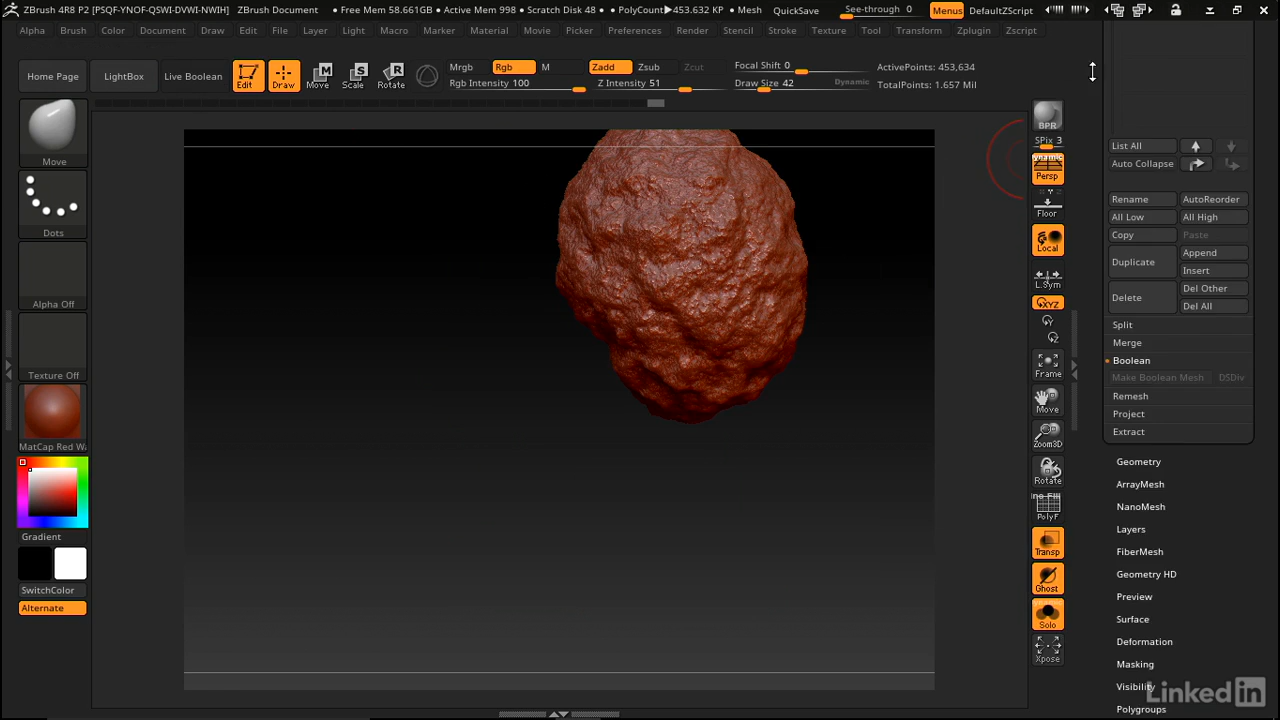 ZBrush 4R8 P2 [PSQF-YNOF-QSWI-DVWI-NWIH] ZBrush Document • Free Mem 58.661GB • Active Mem 998 • Scratch Disk 48 • PolyCount▶453.632 KP • Mesh QuickSave See-through 0 Menus DefaultZScript
Alpha Brush Color Document Draw Edit File Layer Light Macro Marker Material Movie Picker Preferences Render Stencil Stroke Texture Tool Transform Zplugin Zscript
Home Page LightBox Live Boolean Edit Draw Move Scale Rotate
Mrgb Rgb M Zadd Zsub Zcut Focal Shift 0 ActivePoints: 453,634
Rgb Intensity 100 Z Intensity 51 Draw Size 42 Dynamic TotalPoints: 1.657 Mil
Move
Dots
Alpha Off
Texture Off
MatCap Red Wa
Gradient
SwitchColor
Alternate
BPR
SPix 3
Dynamic
Persp
Floor
Local
L.Sym
XYZ
Y
Z
Frame
Move
Zoom3D
Rotate
PolyF
Transp
Ghost
Solo
Xpose
List All
Auto Collapse
Rename AutoReorder
All Low All High
Copy Paste
Duplicate Append
Insert
Delete Del Other
Del All
Split
Merge
Boolean
Make Boolean Mesh DSDiv
Remesh
Project
Extract
Geometry
ArrayMesh
NanoMesh
Layers
FiberMesh
Geometry HD
Preview
Surface
Deformation
Masking
Visibility
Polygroups
Linked in